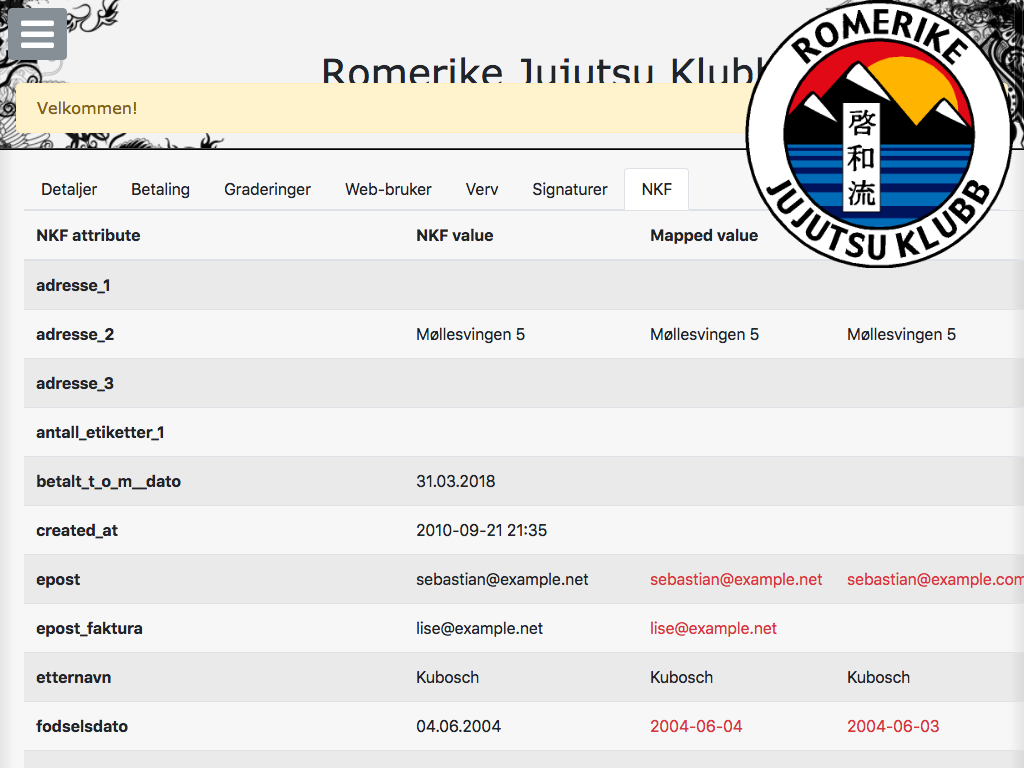 Romerike Jujutsu Klubb
ROMERIKE
啓和流
JUJUTSU KLUBB
Velkommen!
Detaljer Betaling Graderinger Web-bruker Verv Signaturer NKF
NKF attribute NKF value Mapped value
adresse_1
adresse_2 Møllesvingen 5 Møllesvingen 5 Møllesvingen 5
adresse_3
antall_etiketter_1
betalt_t_o_m__dato 31.03.2018
created_at 2010-09-21 21:35
epost sebastian@example.net sebastian@example.net sebastian@example.com
epost_faktura lise@example.net lise@example.net
etternavn Kubosch Kubosch Kubosch
fodselsdato 04.06.2004 2004-06-04 2004-06-03